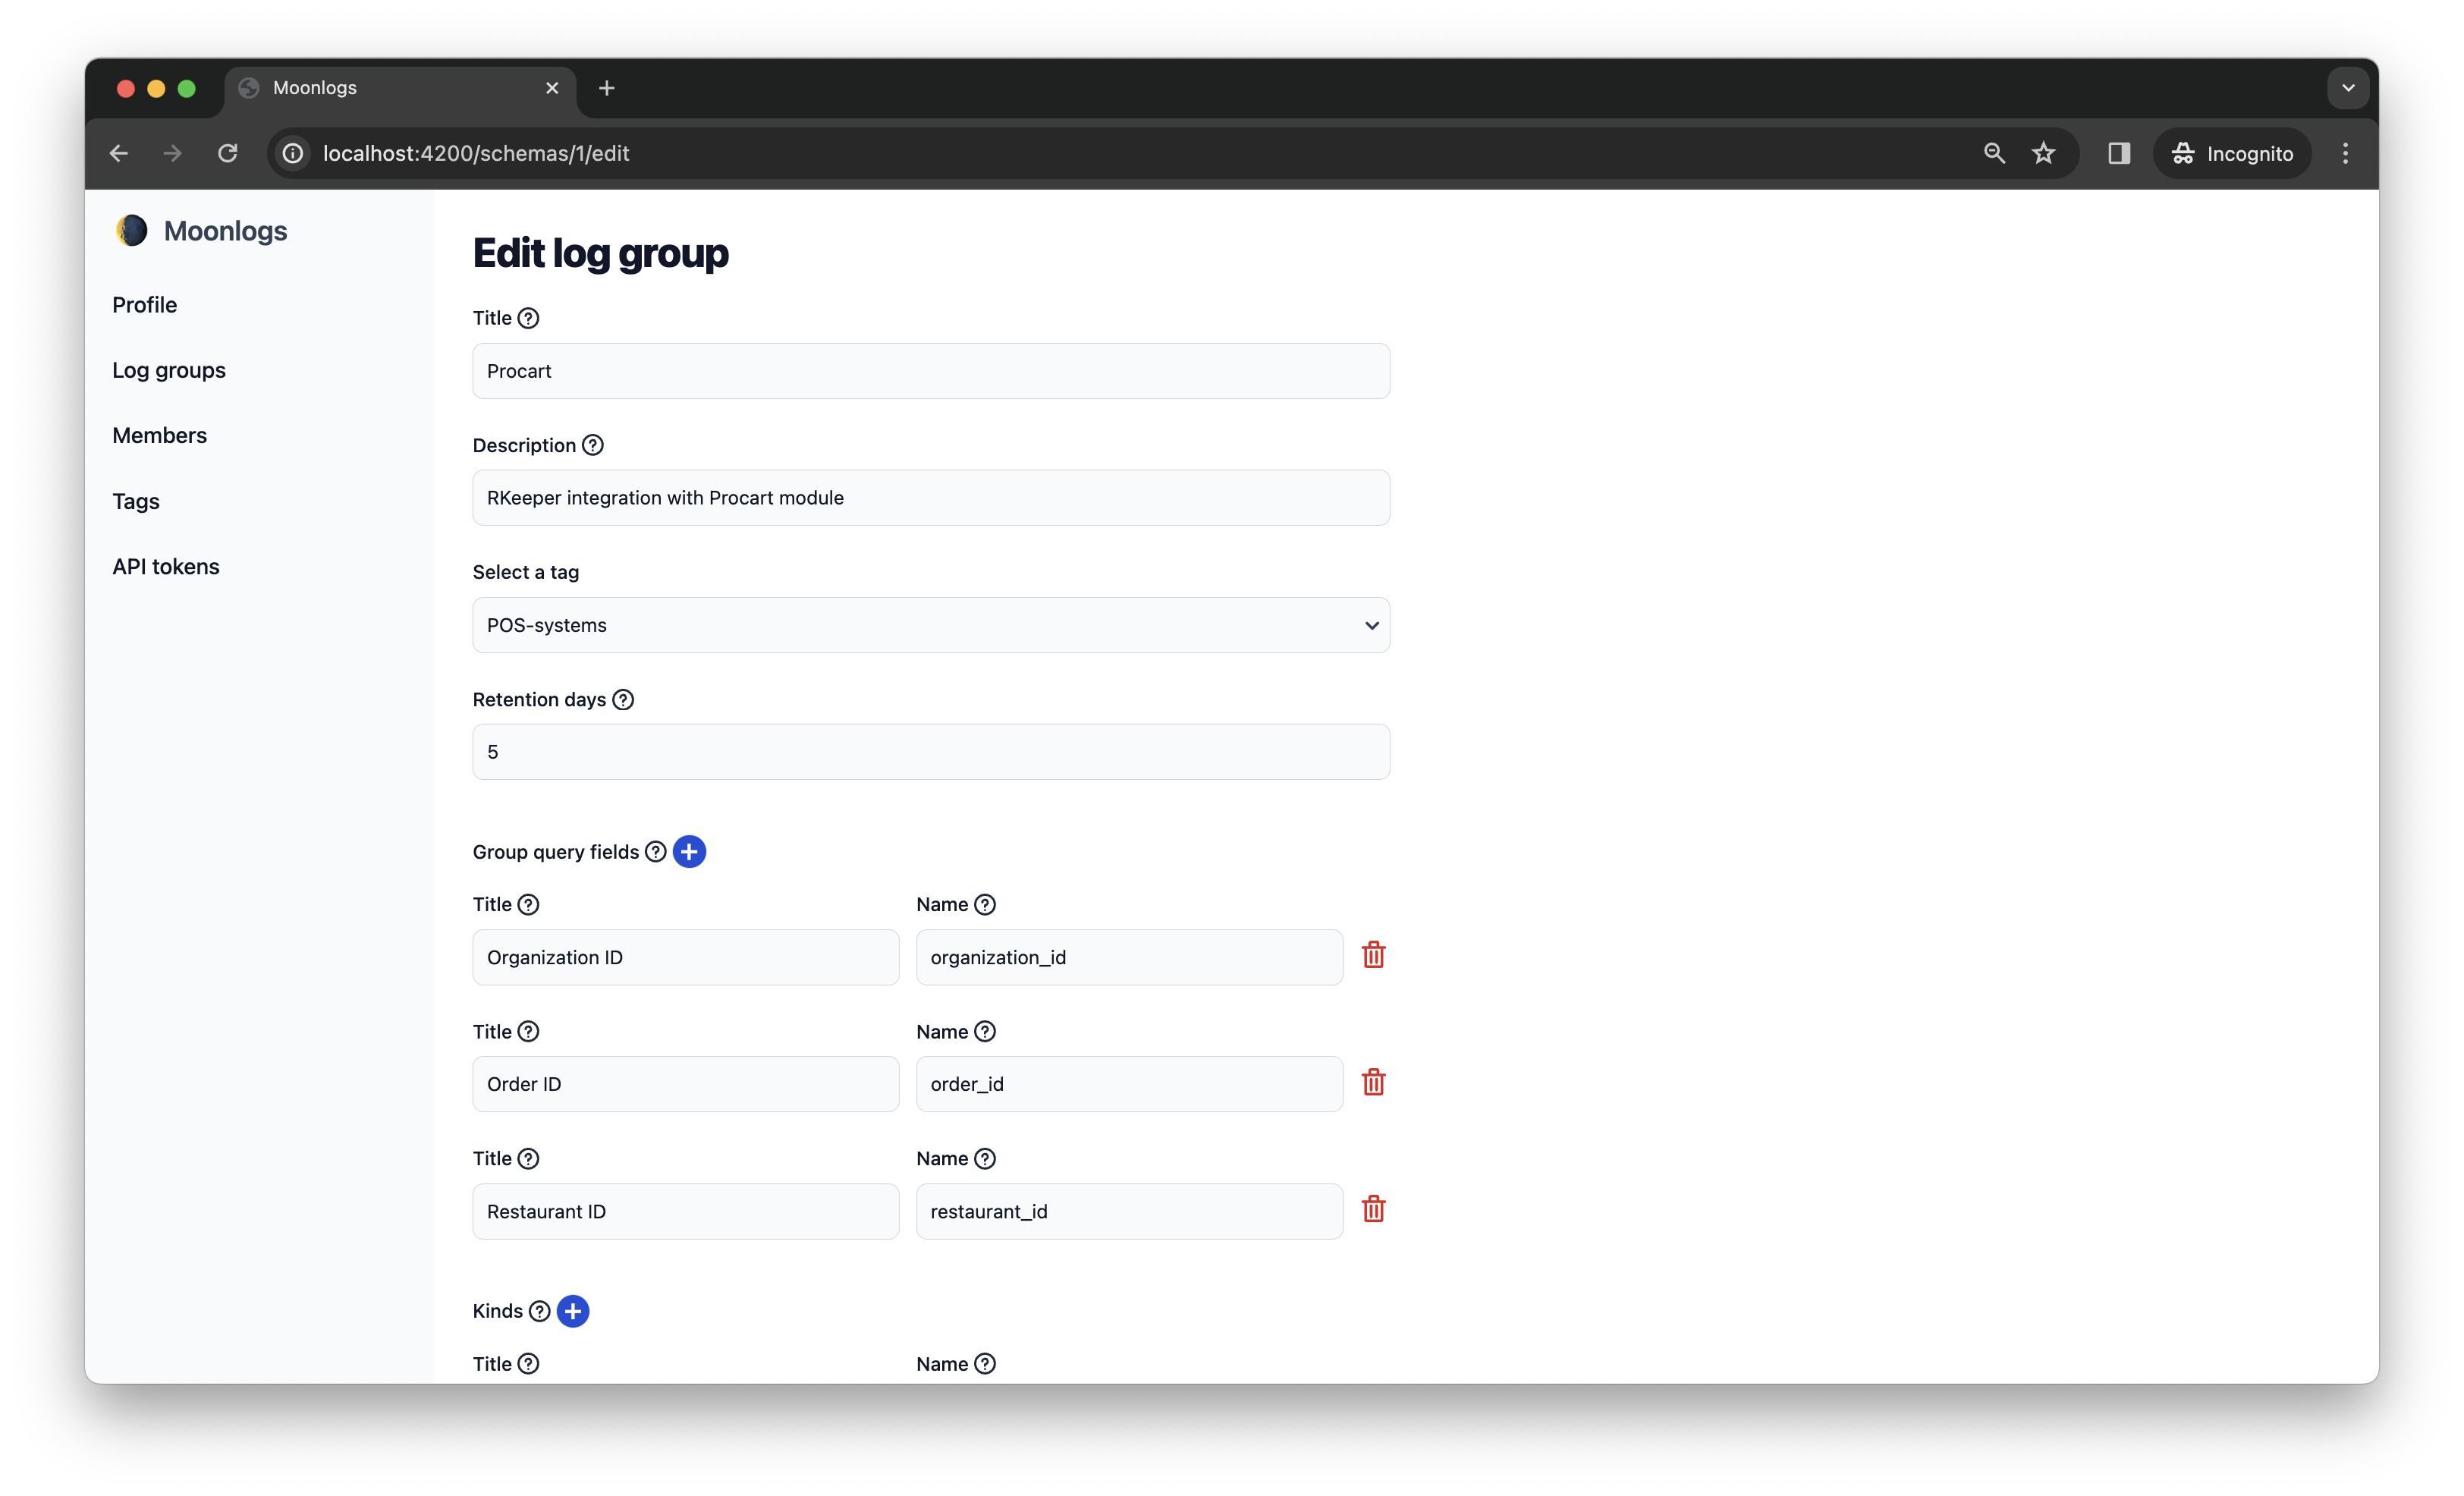 Moonlogs
localhost:4200/schemas/1/edit
Incognito
Moonlogs
Profile
Log groups
Members
Tags
API tokens
Edit log group
Title
Procart
Description
RKeeper integration with Procart module
Select a tag
POS-systems
Retention days
5
Group query fields
Title Name
Organization ID organization_id
Title Name
Order ID order_id
Title Name
Restaurant ID restaurant_id
Kinds
Title Name